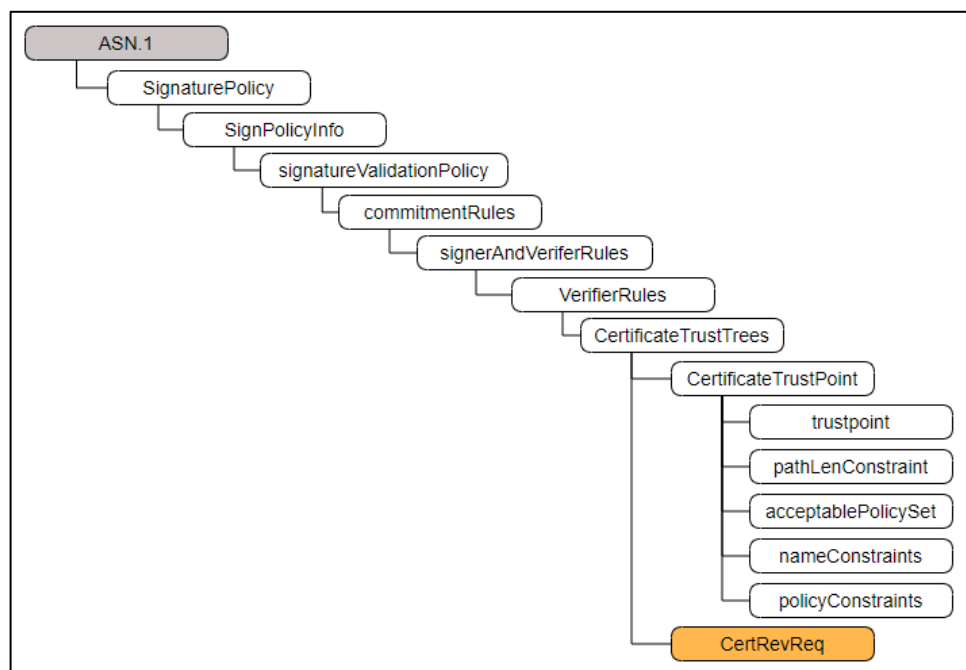 ASN.1
SignaturePolicy
SignPolicyInfo
signatureValidationPolicy
commitmentRules
signerAndVeriferRules
VerifierRules
CertificateTrustTrees
CertificateTrustPoint
trustpoint
pathLenConstraint
acceptablePolicySet
nameConstraints
policyConstraints
CertRevReq